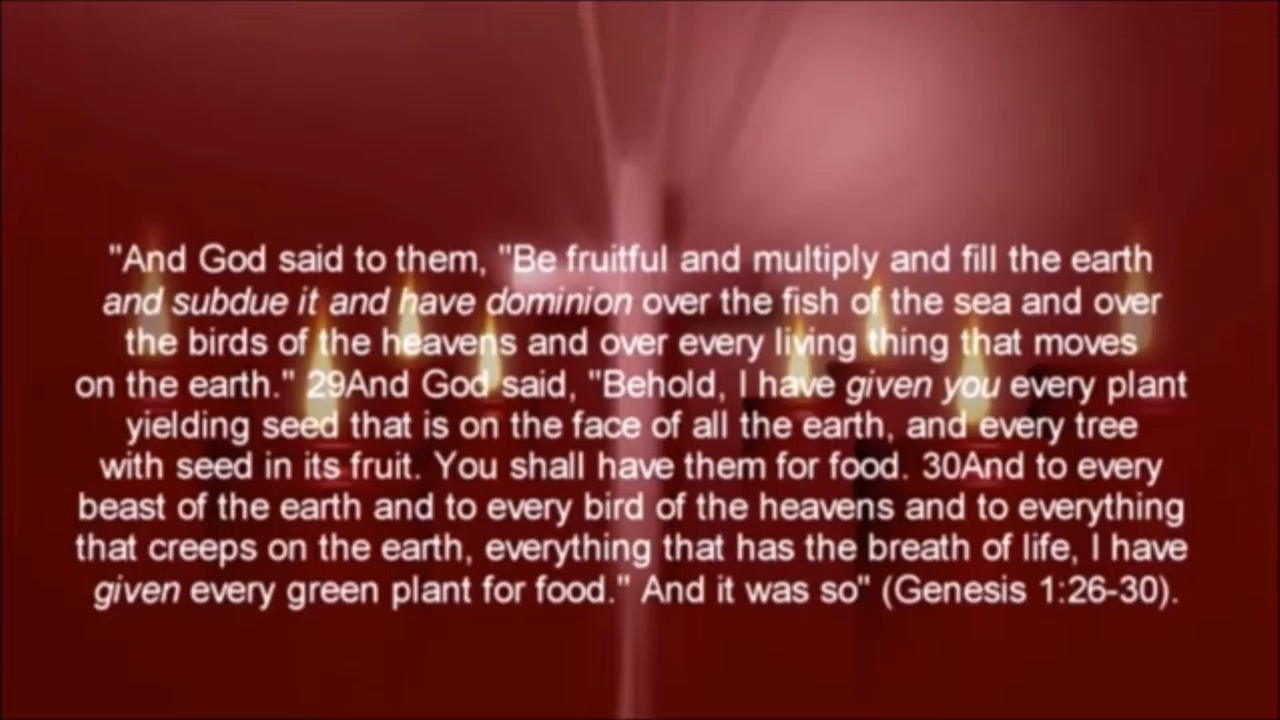 "And God said to them, "Be fruitful and multiply and fill the earth
and subdue it and have dominion over the fish of the sea and over
the birds of the heavens and over every living thing that moves
on the earth." 29And God said, "Behold, I have given you every plant
yielding seed that is on the face of all the earth, and every tree
with seed in its fruit. You shall have them for food. 30And to every
beast of the earth and to every bird of the heavens and to everything
that creeps on the earth, everything that has the breath of life, I have
given every green plant for food." And it was so" (Genesis 1:26-30).